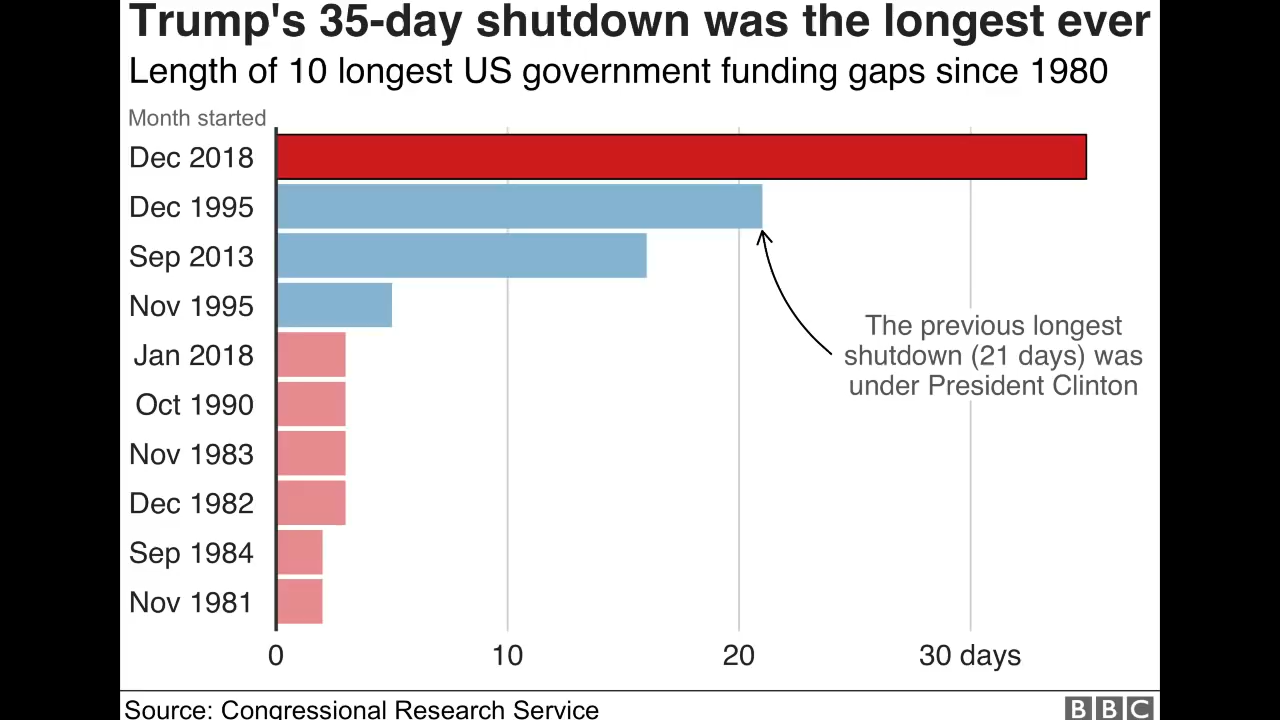 Trump's 35-day shutdown was the longest ever
Length of 10 longest US government funding gaps since 1980
Month started
Dec 2018
Dec 1995
Sep 2013
Nov 1995
The previous longest
shutdown (21 days) was
under President Clinton
Jan 2018
Oct 1990
Nov 1983
Dec 1982
Sep 1984
Nov 1981
0 10 20 30 days
Source: Congressional Research Service
BBC